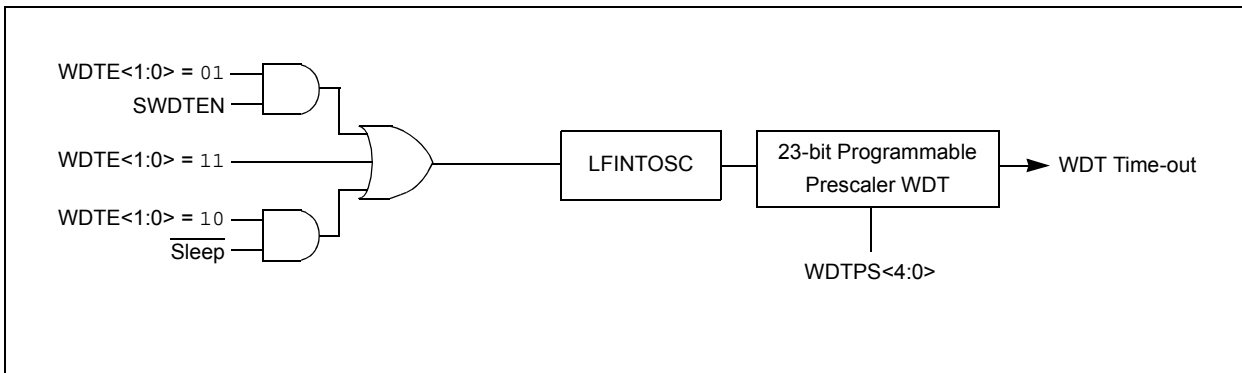 WDTE<1:0> = 01
SWDTEN
WDTE<1:0> = 11
WDTE<1:0> = 10
Sleep
LFINTOSC
23-bit Programmable
Prescaler WDT
WDT Time-out
WDTPS<4:0>